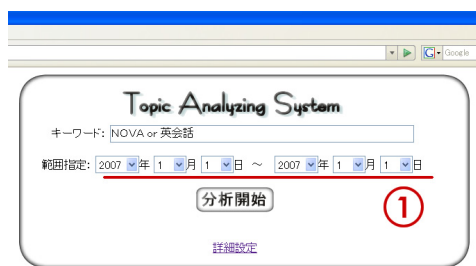 Google
Topic Analyzing System
キーワード: NOVA or 英会話
範囲指定: 2007 年 1 月 1 日 ～ 2007 年 1 月 1 日
分析開始
1
詳細設定